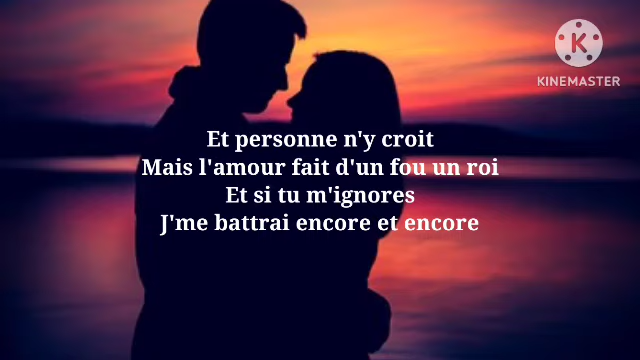 KINEMASTER
Et personne n'y croit
Mais l'amour fait d'un fou un roi
Et si tu m'ignores
J'me battrai encore et encore